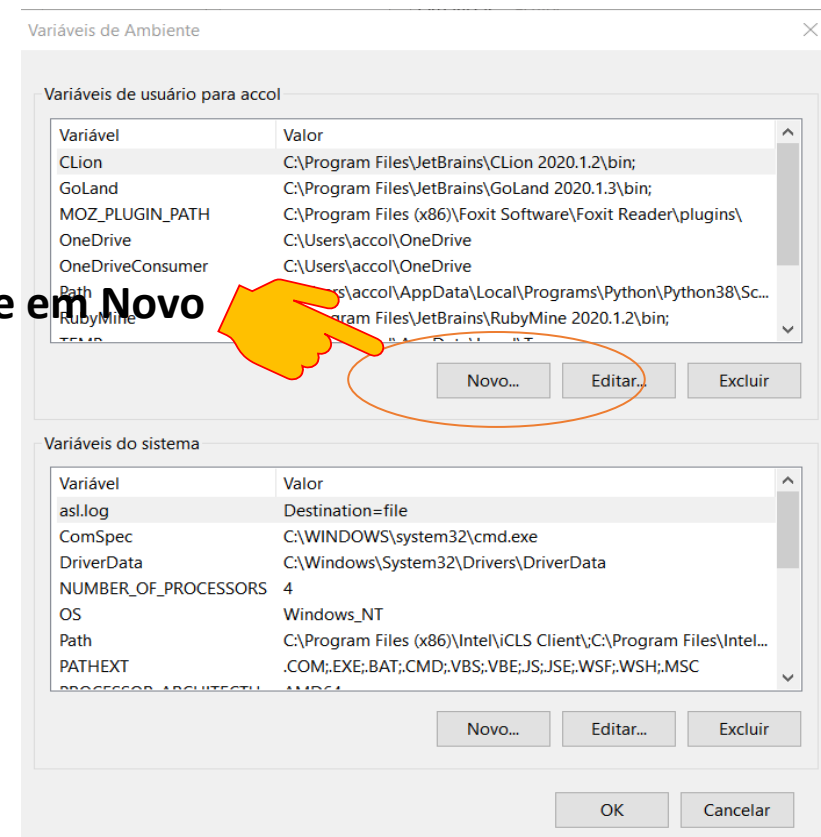 Variáveis de Ambiente
Variáveis de usuário para accol
Variável Valor
CLion C:\Program Files\JetBrains\CLion 2020.1.2\bin;
GoLand C:\Program Files\JetBrains\GoLand 2020.1.3\bin;
MOZ_PLUGIN_PATH C:\Program Files (x86)\Foxit Software\Foxit Reader\plugins\
OneDrive C:\Users\accol\OneDrive
OneDriveConsumer C:\Users\accol\OneDrive
Path \accol\AppData\Local\Programs\Python\Python38\Sc...
e em Novo
RubyMine Files\JetBrains\RubyMine 2020.1.2\bin;
Novo... Editar... Excluir
Variáveis do sistema
Variável Valor
asl.log Destination=file
ComSpec C:\WINDOWS\system32\cmd.exe
DriverData C:\Windows\System32\Drivers\DriverData
NUMBER_OF_PROCESSORS 4
OS Windows_NT
Path C:\Program Files (x86)\Intel\iCLS Client\;C:\Program Files\Intel...
PATHEXT .COM;.EXE;.BAT;.CMD;.VBS;.VBE;.JS;.JSE;.WSF;.WSH;.MSC
Novo... Editar... Excluir
OK Cancelar